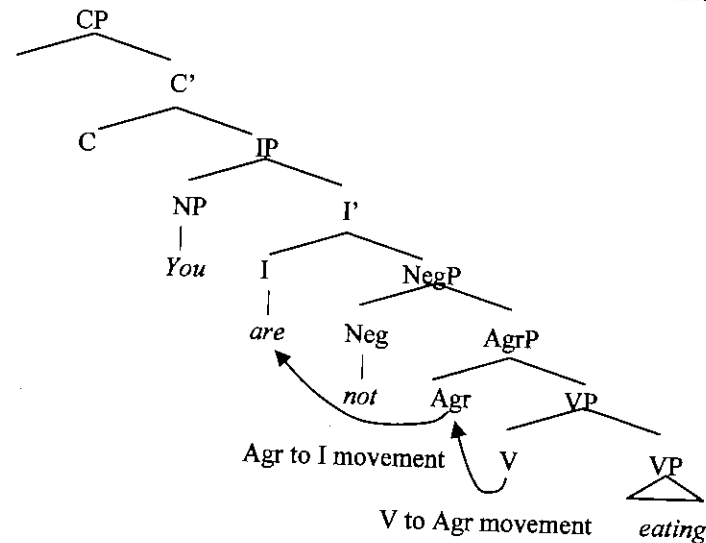 CP
C'
C
IP
NP
I'
You
I
NegP
are
Neg
AgrP
not
Agr
VP
Agr to I movement
V
VP
V to Agr movement
eating